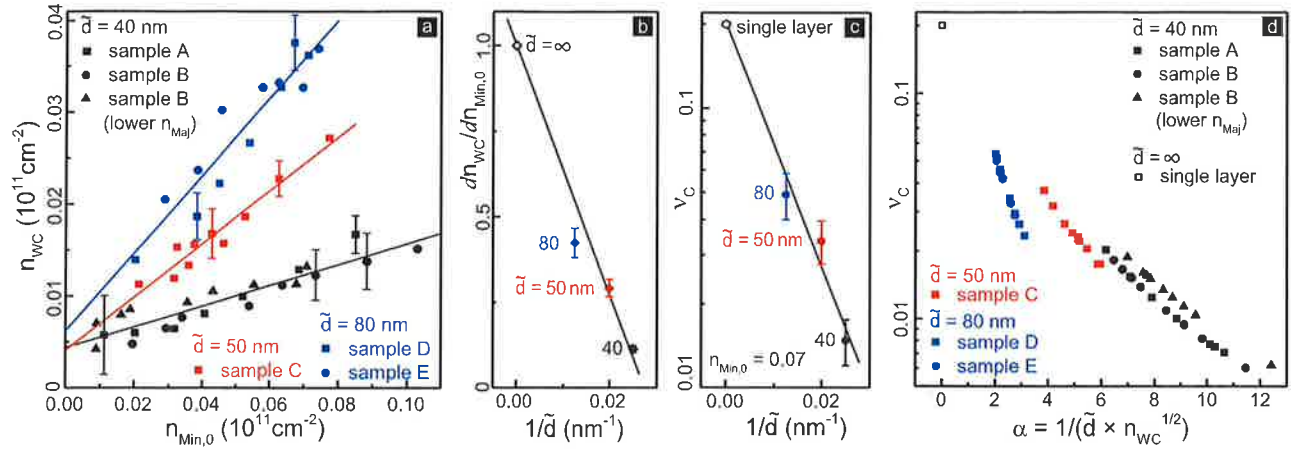 a
0.04
0.03
0.02
0.01
0.00
n_WC (10^11 cm^-2)
d̃ = 40 nm
sample A
sample B
sample B
(lower n_Maj)
d̃ = 50 nm
sample C
d̃ = 80 nm
sample D
sample E
0.00 0.02 0.04 0.06 0.08 0.10
n_Min,0 (10^11 cm^-2)
b
1.0
0.5
0
dn_WC/dn_Min,0
d̃ = ∞
80
d̃ = 50 nm
40
0.00 0.02
1/d̃ (nm^-1)
c
single layer
0.1
0.01
ν_C
80
d̃ = 50 nm
40
n_Min,0 = 0.07
0.00 0.02
1/d̃ (nm^-1)
d
0.1
0.01
ν_C
d̃ = 40 nm
sample A
sample B
sample B
(lower n_Maj)
d̃ = ∞
single layer
d̃ = 50 nm
sample C
d̃ = 80 nm
sample D
sample E
0 2 4 6 8 10 12
α = 1/(d̃ × n_WC^1/2)